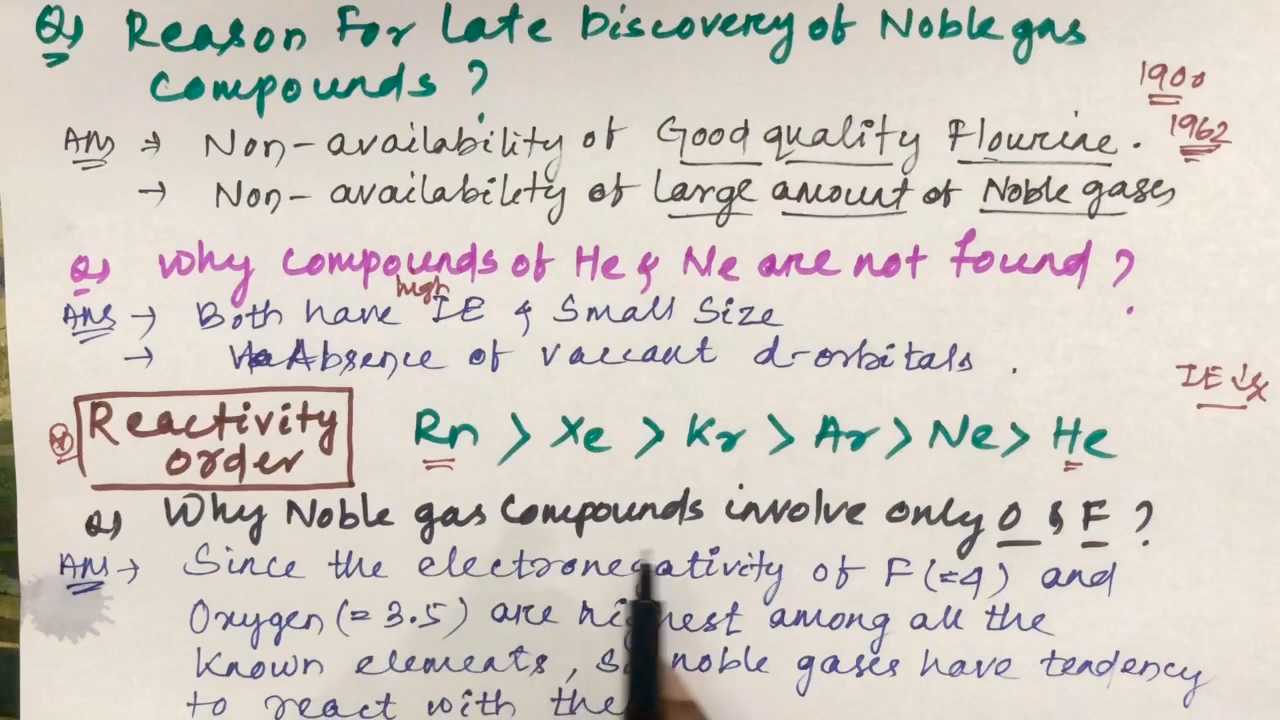 Q) Reason For Late Discovery of Noble gas
Compounds ?
1900
Ans → Non-availability of Good quality Flourine .
1962
→ Non-availability of large amount of Noble gases
Q) Why compounds of He & Ne are not found ?
high
Ans → Both have IE & Small Size
→ Absence of vaccant d-orbitals .
IE ↓
Reactivity
order
Rn > Xe > Kr > Ar > Ne > He
Q) Why Noble gas Compounds involve only O & F ?
Ans → Since the electronegativity of F(=4) and
Oxygen (=3.5) are highest among all the
known elements, noble gases have tendency
to react with